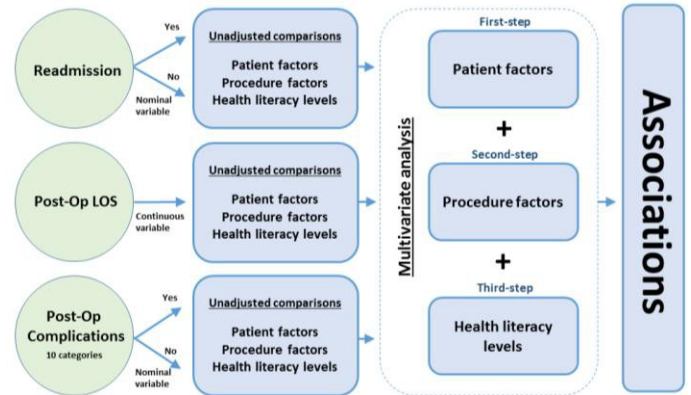 Readmission
Yes
No
Nominal
variable
Unadjusted comparisons
Patient factors
Procedure factors
Health literacy levels
Post-Op LOS
Continuous
variable
Unadjusted comparisons
Patient factors
Procedure factors
Health literacy levels
Post-Op
Complications
10 categories
Yes
No
Nominal
variable
Unadjusted comparisons
Patient factors
Procedure factors
Health literacy levels
Multivariate analysis
First-step
Patient factors
+
Second-step
Procedure factors
+
Third-step
Health literacy
levels
Associations